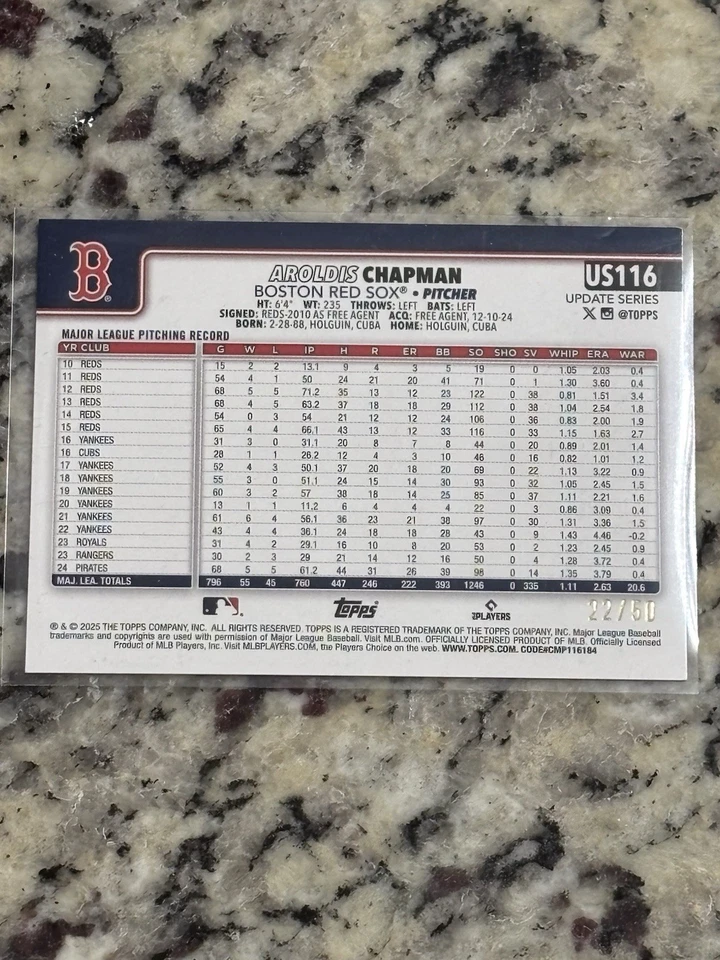 B
AROLDIS CHAPMAN
US116
BOSTON RED SOX® • PITCHER
UPDATE SERIES
HT: 6'4" WT: 235 THROWS: LEFT BATS: LEFT
X @TOPPS
SIGNED: REDS-2010 AS FREE AGENT ACQ: FREE AGENT, 12-10-24
BORN: 2-28-88, HOLGUIN, CUBA HOME: HOLGUIN, CUBA
MAJOR LEAGUE PITCHING RECORD
YR CLUB G W L IP H R ER BB SO SHO SV WHIP ERA WAR
10 REDS 15 2 2 13.1 9 4 3 5 19 0 0 1.05 2.03 0.4
11 REDS 54 4 1 50 24 21 20 41 71 0 1 1.30 3.60 0.4
12 REDS 68 5 5 71.2 35 13 12 23 122 0 38 0.81 1.51 3.4
13 REDS 68 4 5 63.2 37 18 18 29 112 0 38 1.04 2.54 1.8
14 REDS 54 0 3 54 21 12 12 24 106 0 36 0.83 2.00 1.9
15 REDS 65 4 4 66.1 43 13 12 33 116 0 33 1.15 1.63 2.7
16 YANKEES 31 3 0 31.1 20 8 7 8 44 0 20 0.89 2.01 1.4
16 CUBS 28 1 1 26.2 12 4 3 10 46 0 16 0.82 1.01 1.2
17 YANKEES 52 4 3 50.1 37 20 18 20 69 0 22 1.13 3.22 0.9
18 YANKEES 55 3 0 51.1 24 15 14 30 93 0 32 1.05 2.45 1.5
19 YANKEES 60 3 2 57 38 18 14 25 85 0 37 1.11 2.21 1.6
20 YANKEES 13 1 1 11.2 6 4 4 4 22 0 3 0.86 3.09 0.4
21 YANKEES 61 6 4 56.1 36 23 21 38 97 0 30 1.31 3.36 1.5
22 YANKEES 43 4 4 36.1 24 18 18 28 43 0 9 1.43 4.46 -0.2
23 ROYALS 31 4 2 29.1 16 10 8 20 53 0 2 1.23 2.45 0.9
23 RANGERS 30 2 3 29 21 14 12 16 50 0 4 1.28 3.72 0.4
24 PIRATES 68 5 5 61.2 44 31 26 39 98 0 14 1.35 3.79 0.4
MAJ. LEA. TOTALS 796 55 45 760 447 246 222 393 1246 0 335 1.11 2.63 20.6
topps
PLAYERS
22/50
® & © 2025 THE TOPPS COMPANY, INC. ALL RIGHTS RESERVED. TOPPS IS A REGISTERED TRADEMARK OF THE TOPPS COMPANY, INC. Major League Baseball
trademarks and copyrights are used with permission of Major League Baseball. Visit MLB.com. OFFICIALLY LICENSED PRODUCT OF MLB. Officially Licensed
Product of MLB Players, Inc. Visit MLBPLAYERS.COM, the Players Choice on the web. WWW.TOPPS.COM. CODE#CMP116184